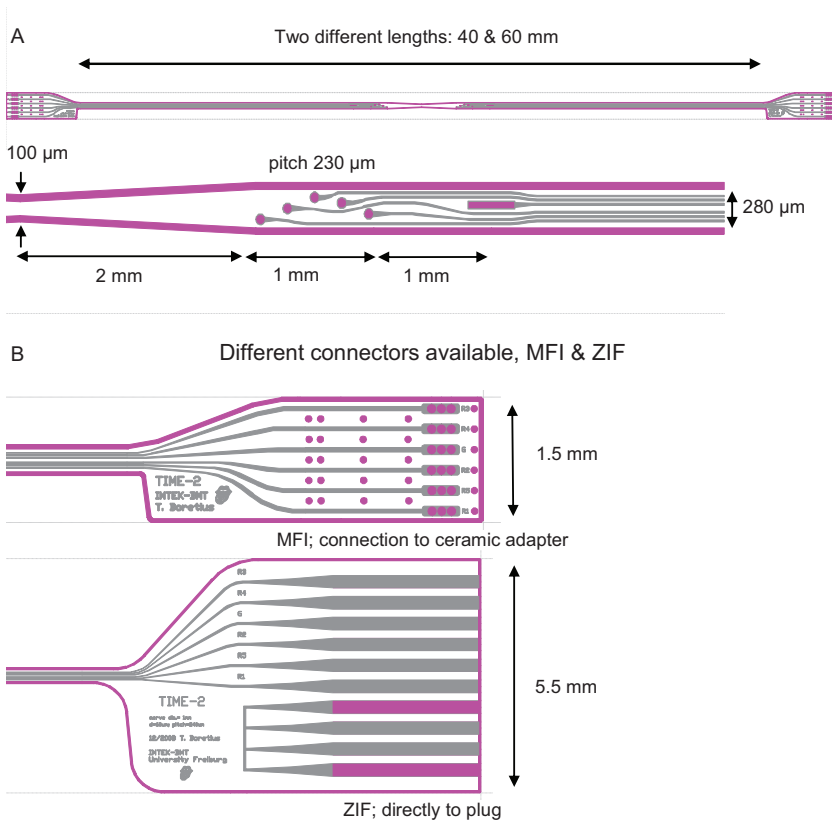 A
Two different lengths: 40 & 60 mm
100 µm
pitch 230 µm
280 µm
2 mm
1 mm
1 mm
B
Different connectors available, MFI & ZIF
R3
R4
G
R2
R5
R1
TIME-2
INTEK-BMT
T. Boretius
1.5 mm
MFI; connection to ceramic adapter
R3
R4
G
R2
R5
R1
TIME-2
12/2009 T. Boretius
INTEK-BMT
University Freiburg
5.5 mm
ZIF; directly to plug